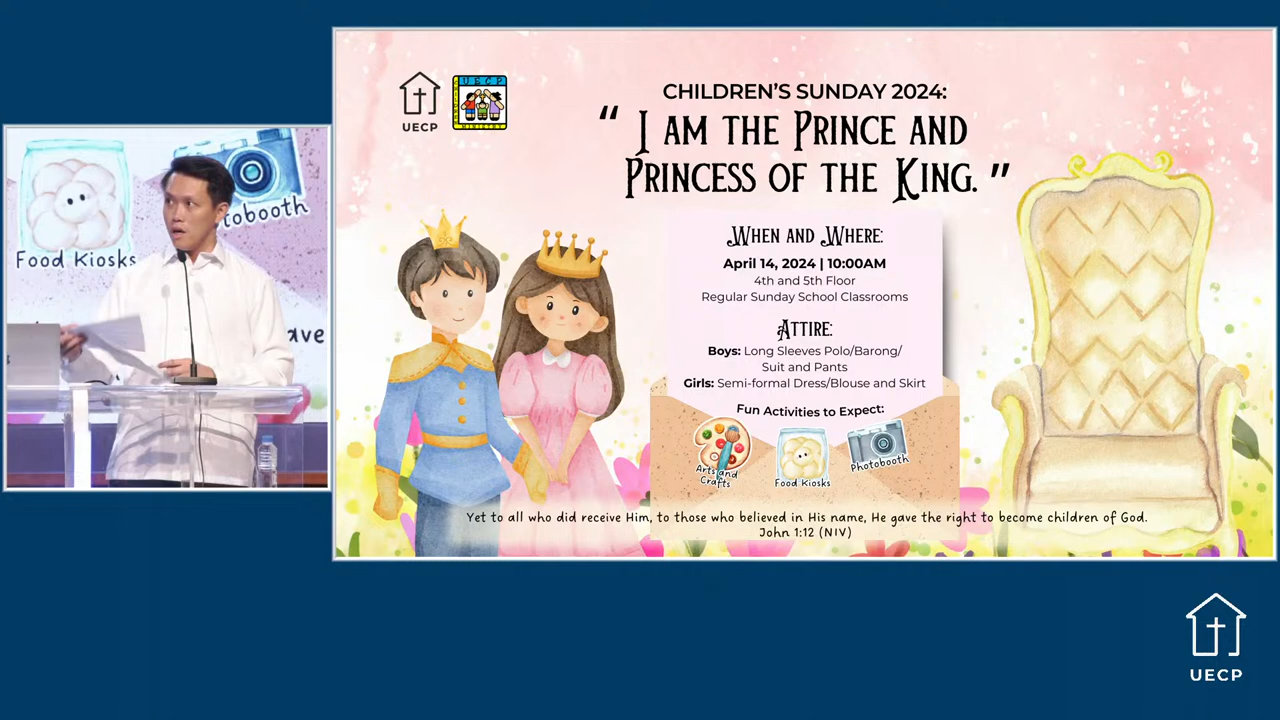 Food Kiosks
tobooth
ave
UECP
UECP
MINISTRY
CHILDREN'S SUNDAY 2024:
" I AM THE PRINCE AND
PRINCESS OF THE KING. "
WHEN AND WHERE:
April 14, 2024 | 10:00AM
4th and 5th Floor
Regular Sunday School Classrooms
ATTIRE:
Boys: Long Sleeves Polo/Barong/
Suit and Pants
Girls: Semi-formal Dress/Blouse and Skirt
Fun Activities to Expect:
Arts and
Crafts
Food Kiosks
Photobooth
Yet to all who did receive Him, to those who believed in His name, He gave the right to become children of God.
John 1:12 (NIV)
UECP